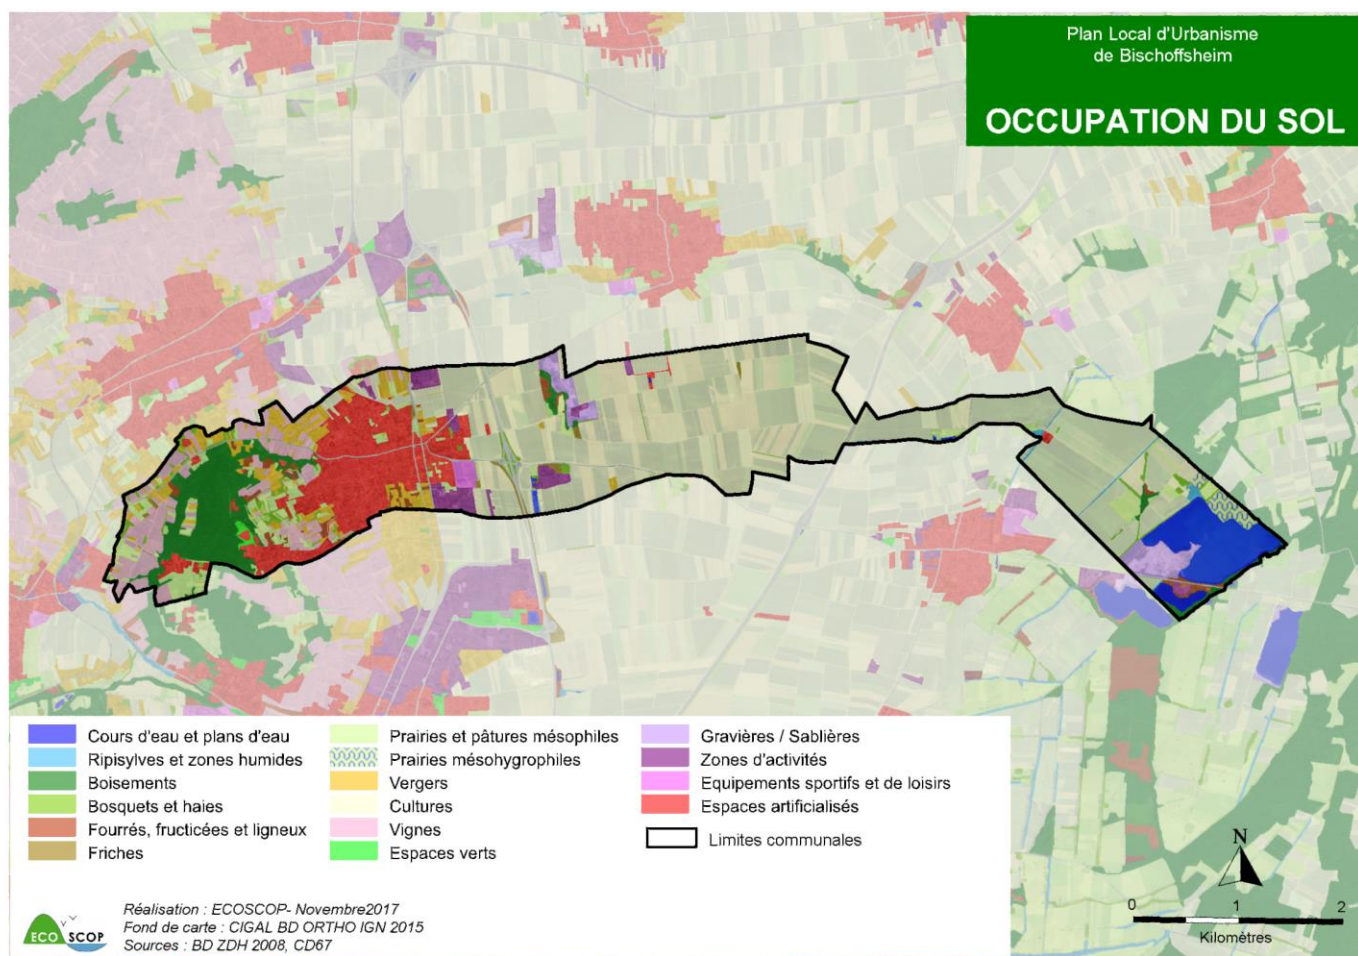 Plan Local d'Urbanisme
de Bischoffsheim
OCCUPATION DU SOL
Cours d'eau et plans d'eau
Ripisylves et zones humides
Boisements
Bosquets et haies
Fourrés, fructicées et ligneux
Friches
Prairies et pâtures mésophiles
Prairies mésohygrophiles
Vergers
Cultures
Vignes
Espaces verts
Gravières / Sablières
Zones d'activités
Equipements sportifs et de loisirs
Espaces artificialisés
Limites communales
N
0 1 2
Kilomètres
ECO SCOP
Réalisation : ECOSCOP- Novembre2017
Fond de carte : CIGAL BD ORTHO IGN 2015
Sources : BD ZDH 2008, CD67